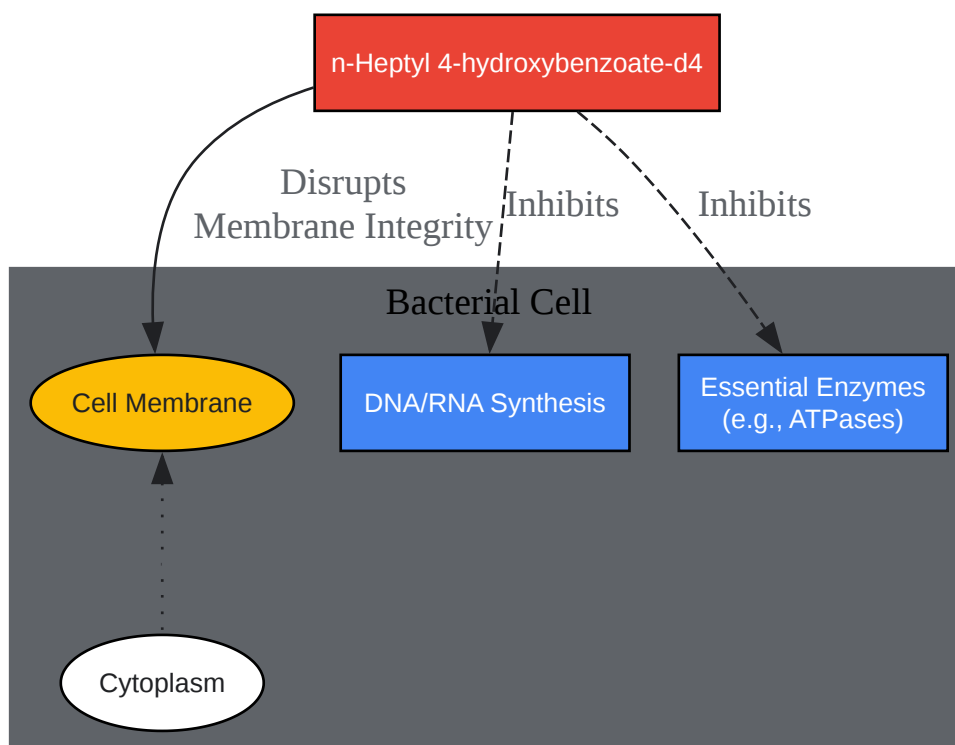 n-Heptyl 4-hydroxybenzoate-d4
Disrupts
Membrane Integrity
Inhibits
Inhibits
Bacterial Cell
Cell Membrane
DNA/RNA Synthesis
Essential Enzymes
(e.g., ATPases)
Cytoplasm